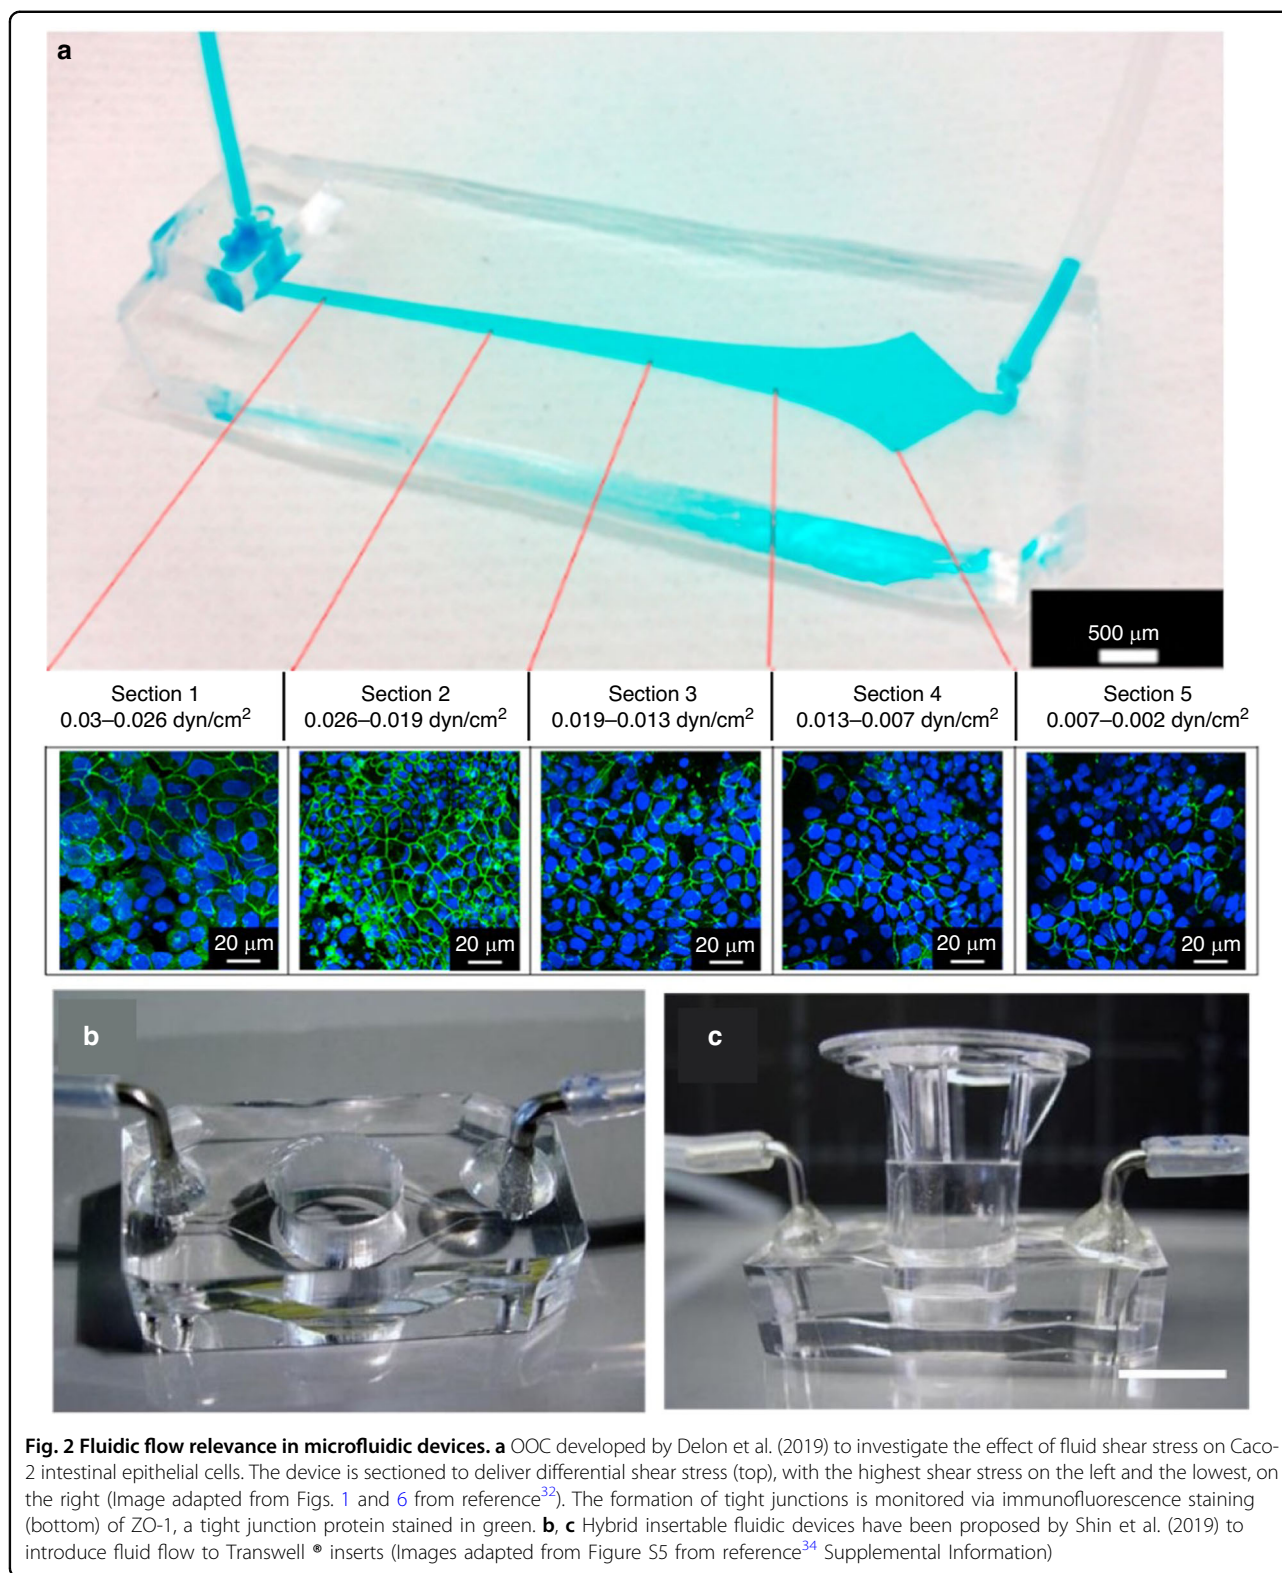 a
500 μm
Section 1
0.03–0.026 dyn/cm²
Section 2
0.026–0.019 dyn/cm²
Section 3
0.019–0.013 dyn/cm²
Section 4
0.013–0.007 dyn/cm²
Section 5
0.007–0.002 dyn/cm²
20 μm
20 μm
20 μm
20 μm
20 μm
b
c
Fig. 2 Fluidic flow relevance in microfluidic devices. a OOC developed by Delon et al. (2019) to investigate the effect of fluid shear stress on Caco-
2 intestinal epithelial cells. The device is sectioned to deliver differential shear stress (top), with the highest shear stress on the left and the lowest, on
the right (Image adapted from Figs. 1 and 6 from reference³²). The formation of tight junctions is monitored via immunofluorescence staining
(bottom) of ZO-1, a tight junction protein stained in green. b, c Hybrid insertable fluidic devices have been proposed by Shin et al. (2019) to
introduce fluid flow to Transwell ® inserts (Images adapted from Figure S5 from reference³⁴ Supplemental Information)